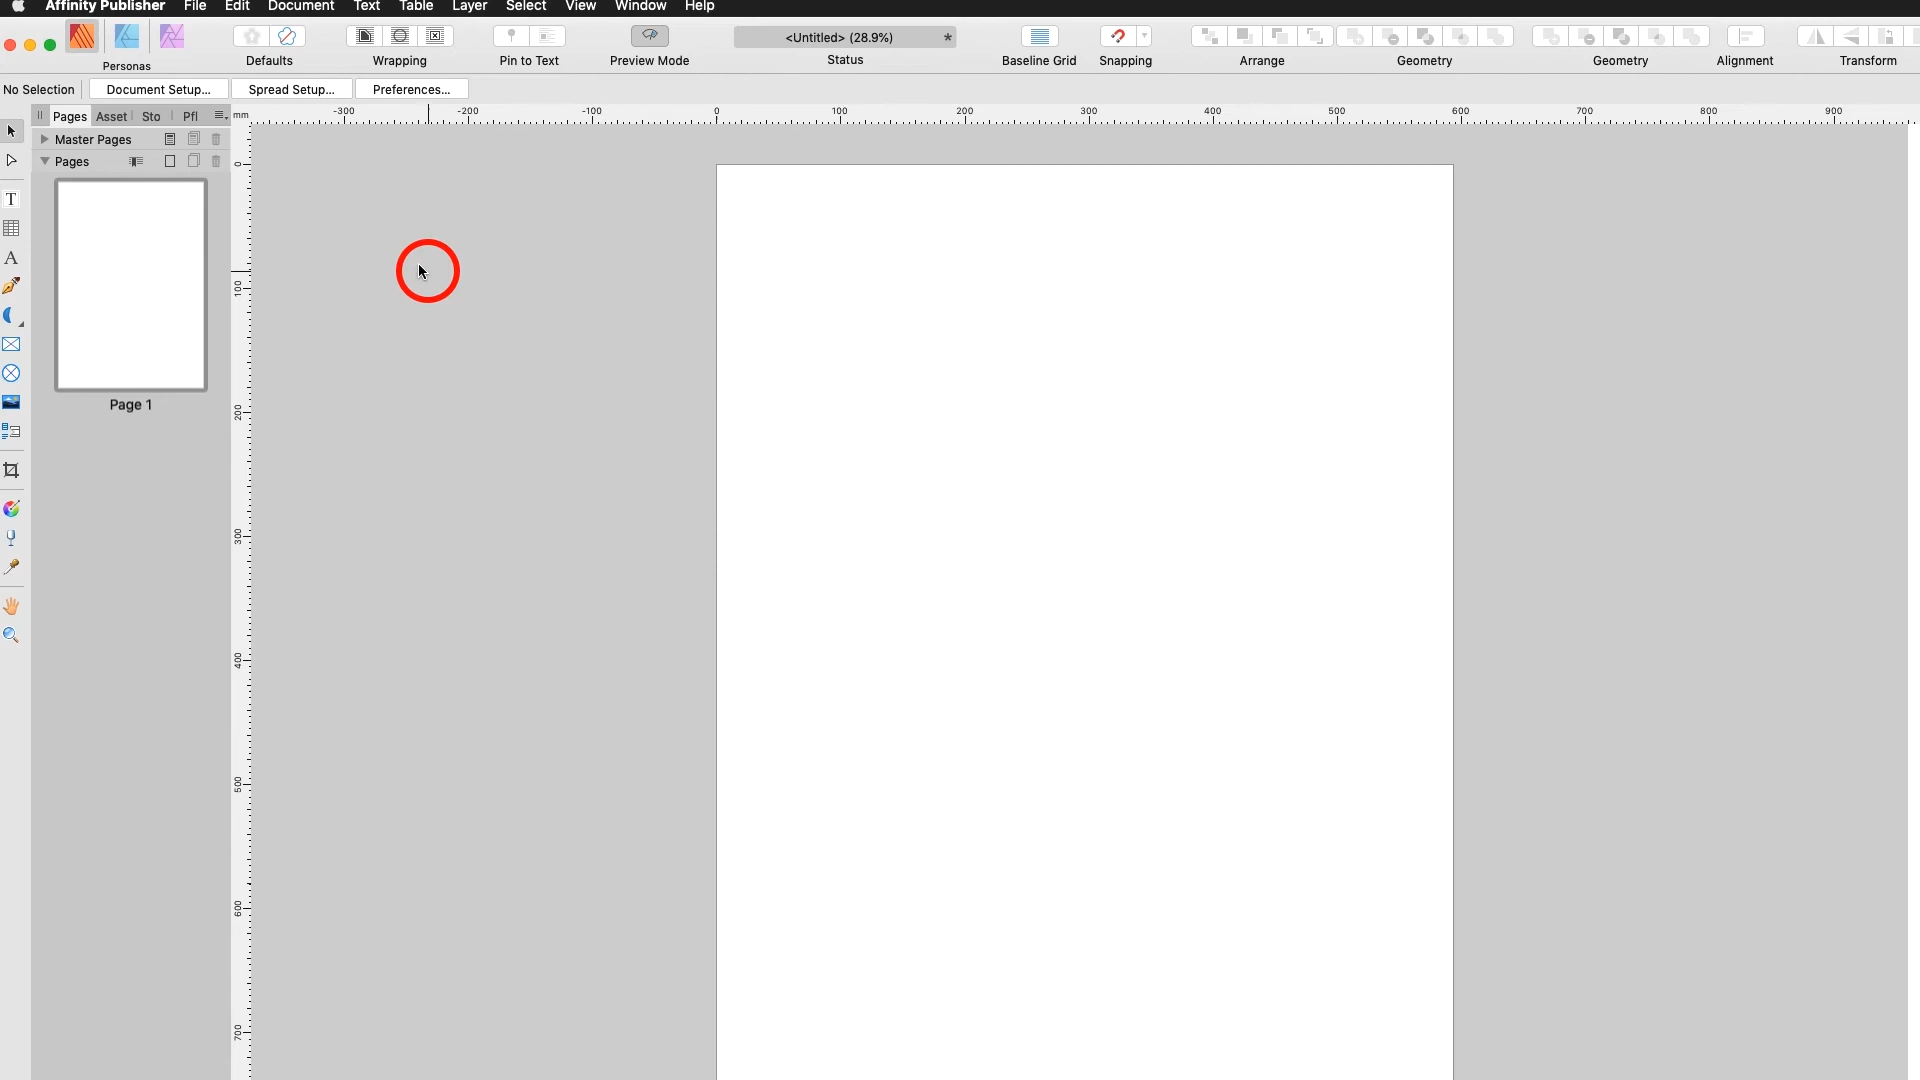 Affinity Publisher File Edit Document Text Table Layer Select View Window Help
<Untitled> (28.9%) *
Personas Defaults Wrapping Pin to Text Preview Mode Status Baseline Grid Snapping Arrange Geometry Geometry Alignment Transform
No Selection Document Setup... Spread Setup... Preferences...
Pages Asset Sto Pfl
mm -300 -200 -100 0 100 200 300 400 500 600 700 800 900
Master Pages
Pages
0
100
200
300
400
500
600
700
T
A
Page 1